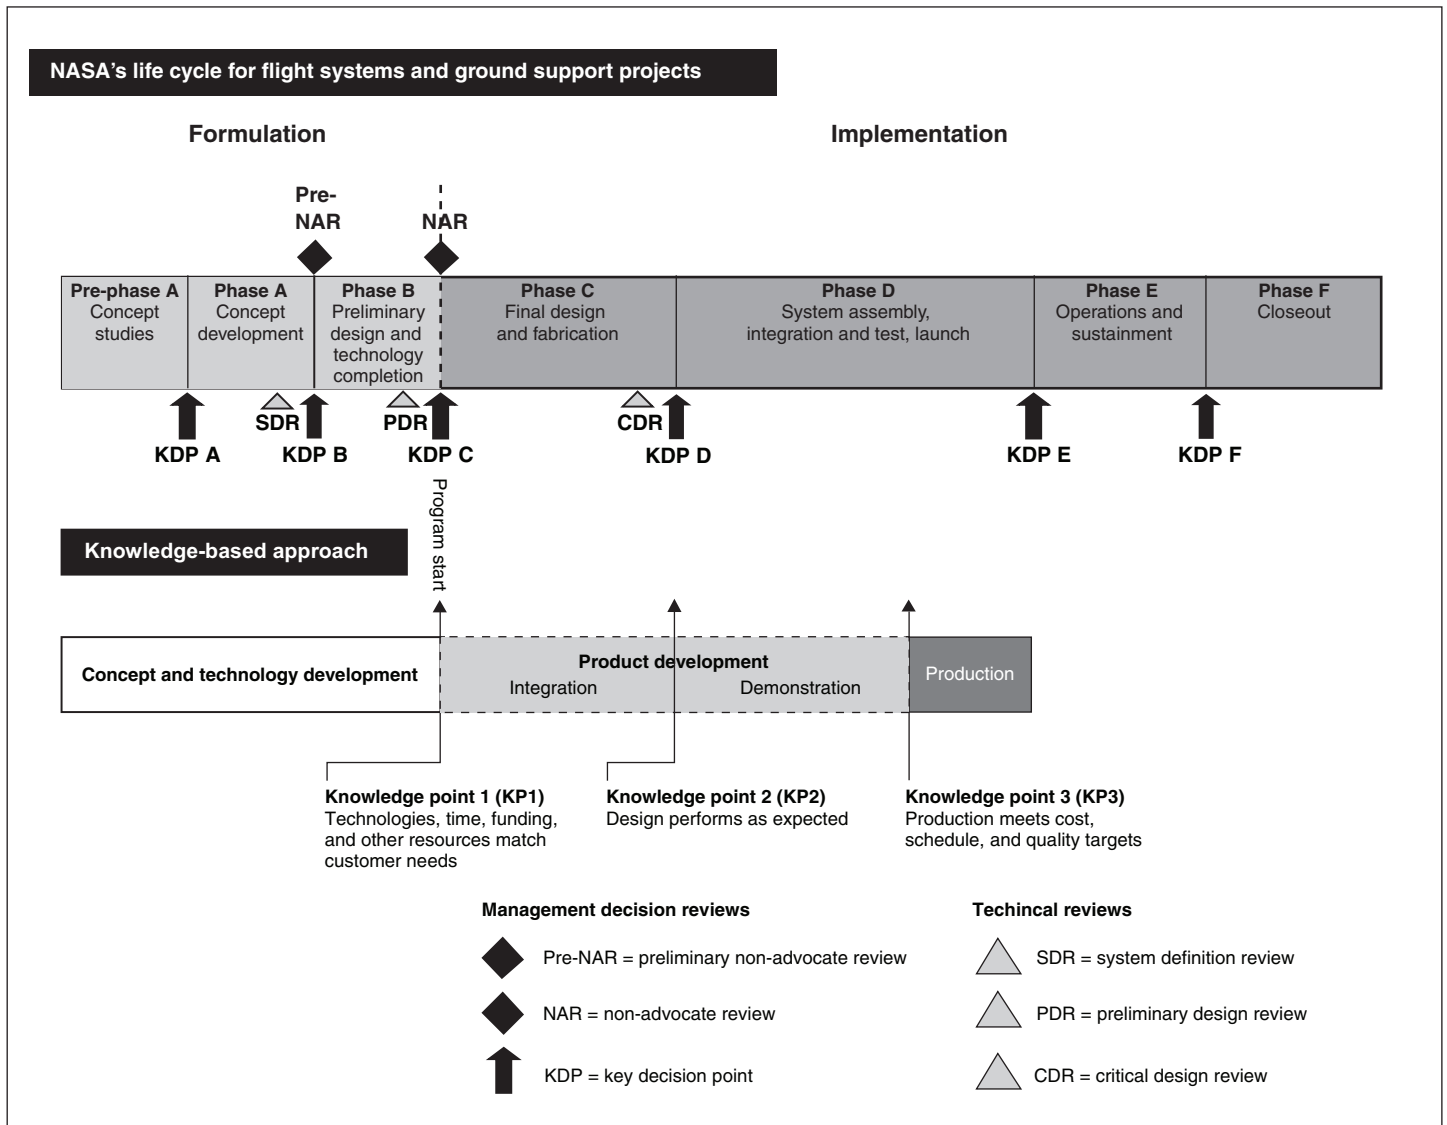 NASA's life cycle for flight systems and ground support projects
Formulation
Implementation
Pre-
NAR
NAR
Pre-phase A
Concept
studies
Phase A
Concept
development
Phase B
Preliminary
design and
technology
completion
Phase C
Final design
and fabrication
Phase D
System assembly,
integration and test, launch
Phase E
Operations and
sustainment
Phase F
Closeout
SDR
PDR
CDR
KDP A
KDP B
KDP C
KDP D
KDP E
KDP F
Program start
Knowledge-based approach
Concept and technology development
Product development
Integration
Demonstration
Production
Knowledge point 1 (KP1)
Technologies, time, funding,
and other resources match
customer needs
Knowledge point 2 (KP2)
Design performs as expected
Knowledge point 3 (KP3)
Production meets cost,
schedule, and quality targets
Management decision reviews
Pre-NAR = preliminary non-advocate review
NAR = non-advocate review
KDP = key decision point
Techincal reviews
SDR = system definition review
PDR = preliminary design review
CDR = critical design review